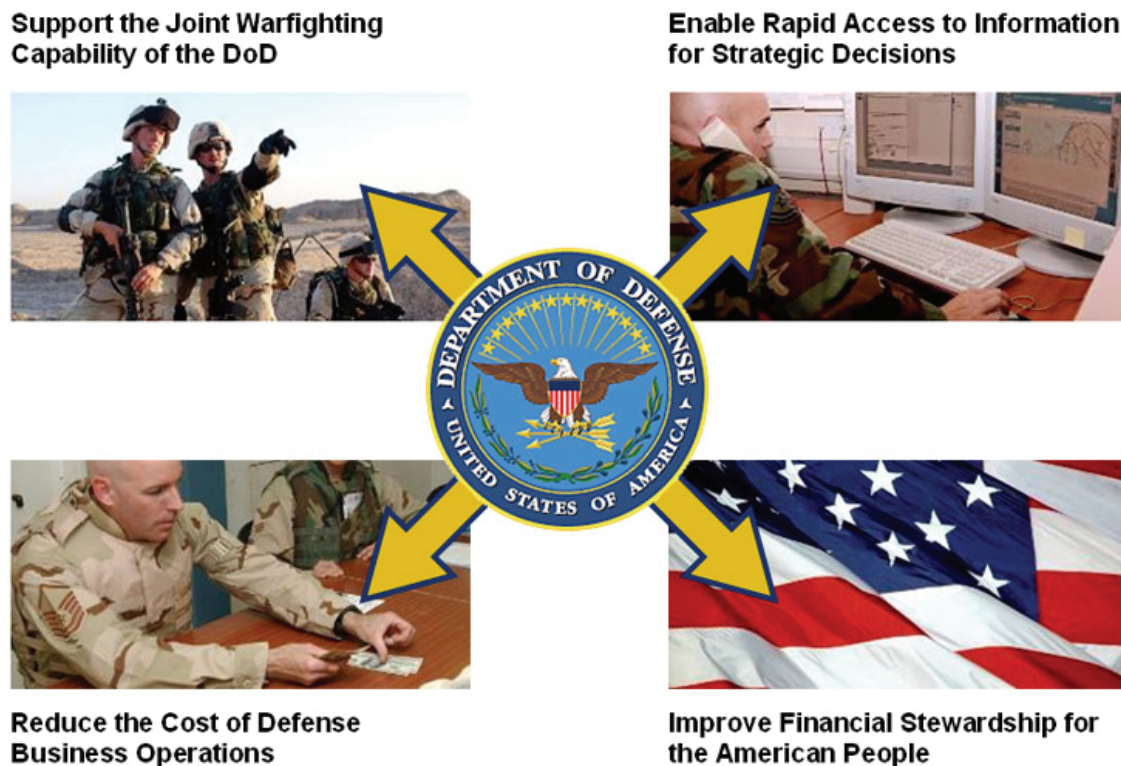 Support the Joint Warfighting
Capability of the DoD
Enable Rapid Access to Information
for Strategic Decisions
DEPARTMENT OF DEFENSE
UNITED STATES OF AMERICA
Reduce the Cost of Defense
Business Operations
Improve Financial Stewardship for
the American People